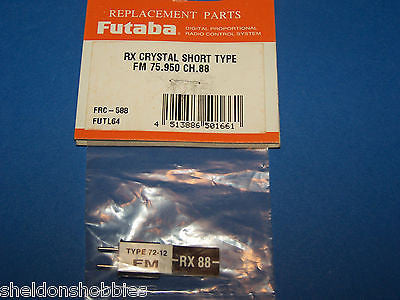 REPLACEMENT PARTS
Futaba
DIGITAL PROPORTIONAL
RADIO CONTROL SYSTEM
RX CRYSTAL SHORT TYPE
FM 75.950 CH.88
FRC-588
FUTL64
4 513886 501661
TYPE 72-12
FM
RX 88
sheldonshobbies